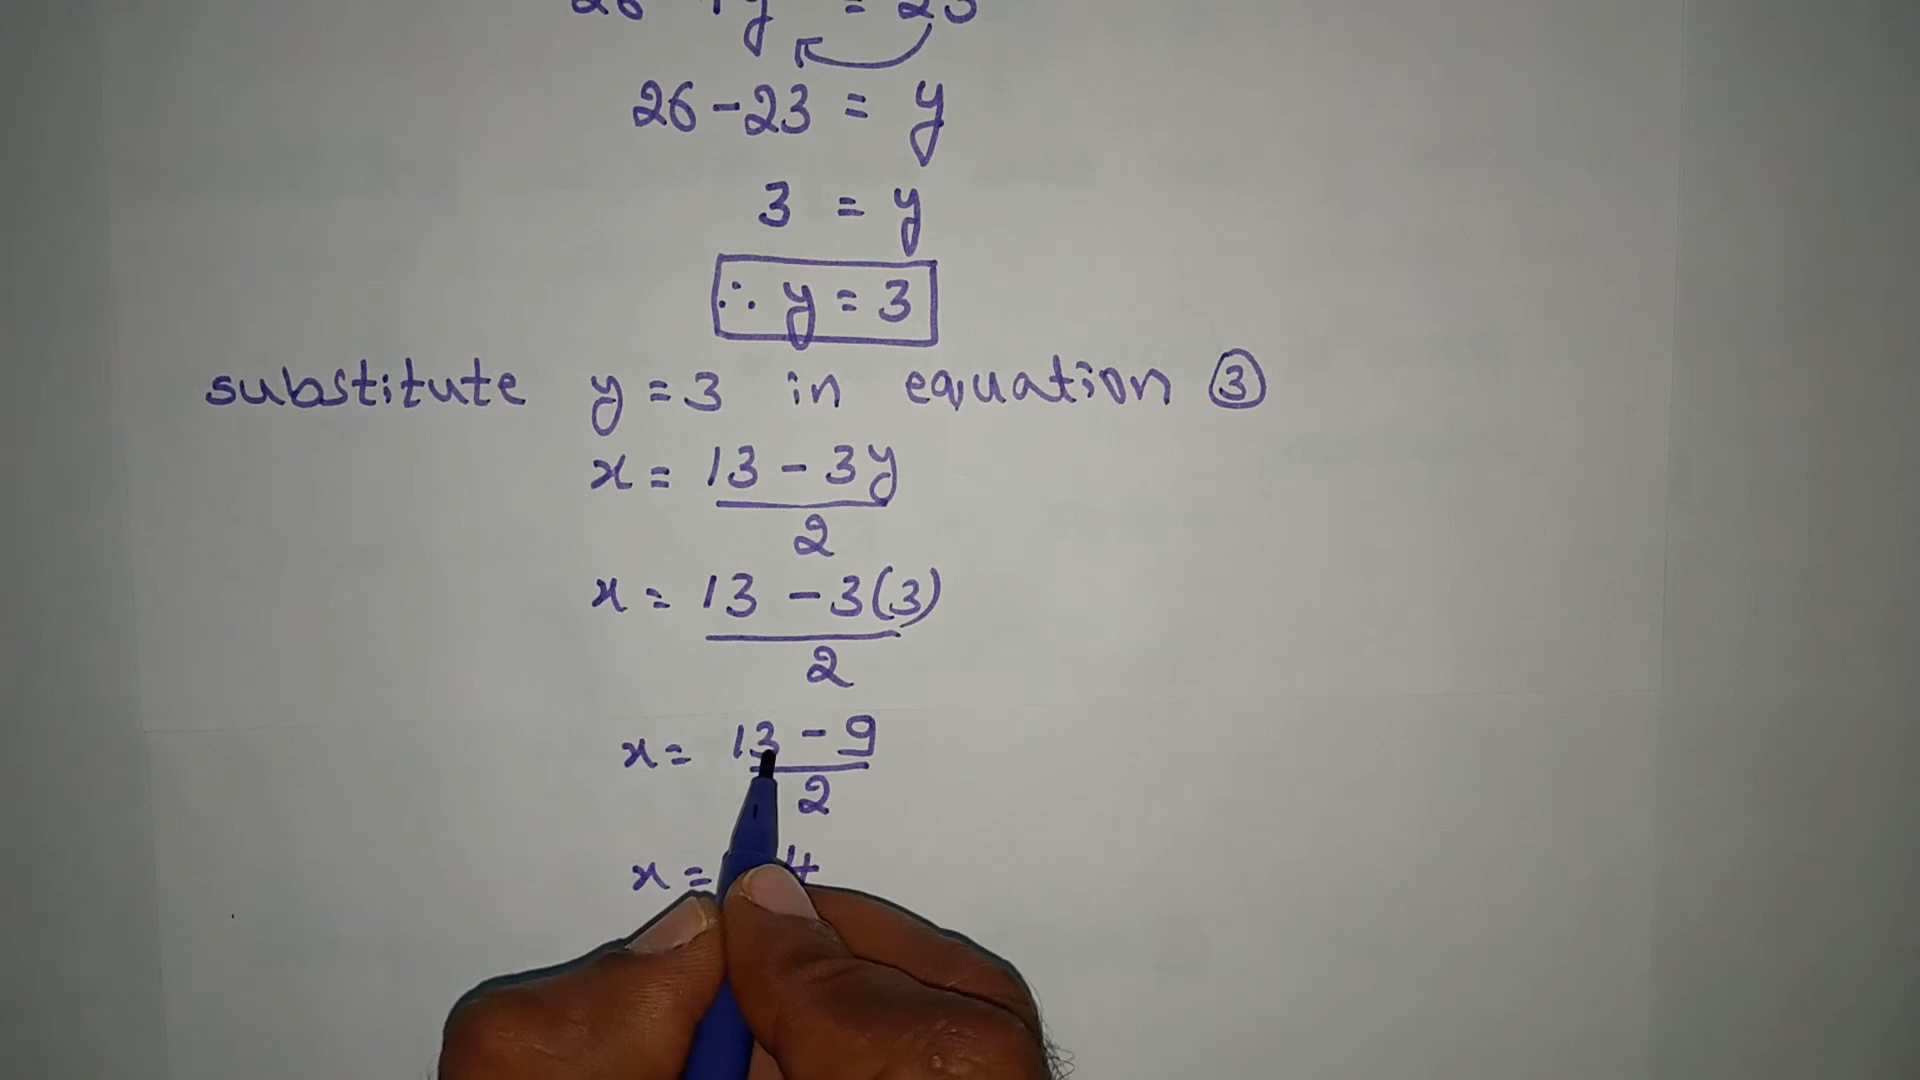 26 - 23 = y
3 = y
∴ y = 3
substitute y = 3 in equation ③
x = 13 - 3y
2
x = 13 - 3(3)
2
x = 13 - 9
2
x = 4